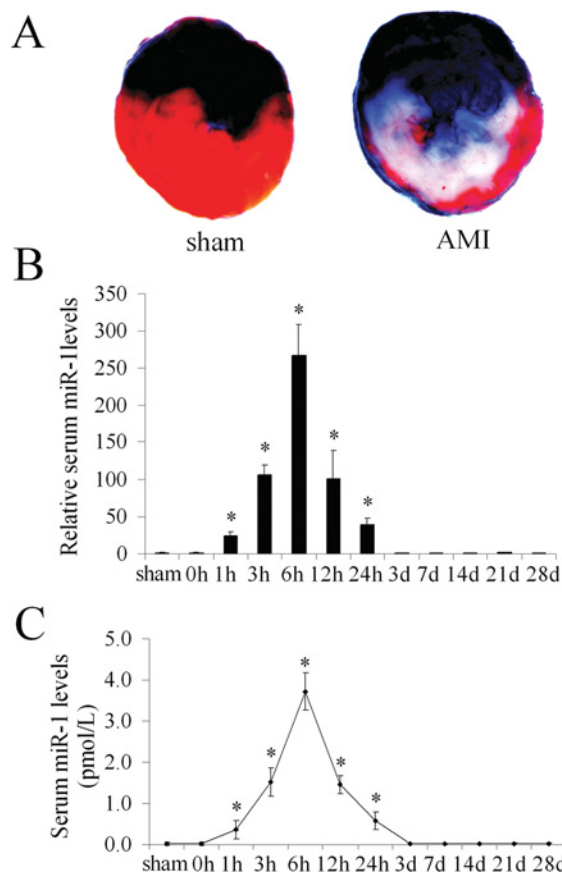 A
sham
AMI
B
Relative serum miR-1levels
350
300
250
200
150
100
50
0
*
*
*
*
*
sham 0h 1h 3h 6h 12h 24h 3d 7d 14d 21d 28d
C
Serum miR-1 levels
(pmol/L)
5.0
4.0
3.0
2.0
1.0
0.0
*
*
*
*
*
sham 0h 1h 3h 6h 12h 24h 3d 7d 14d 21d 28d